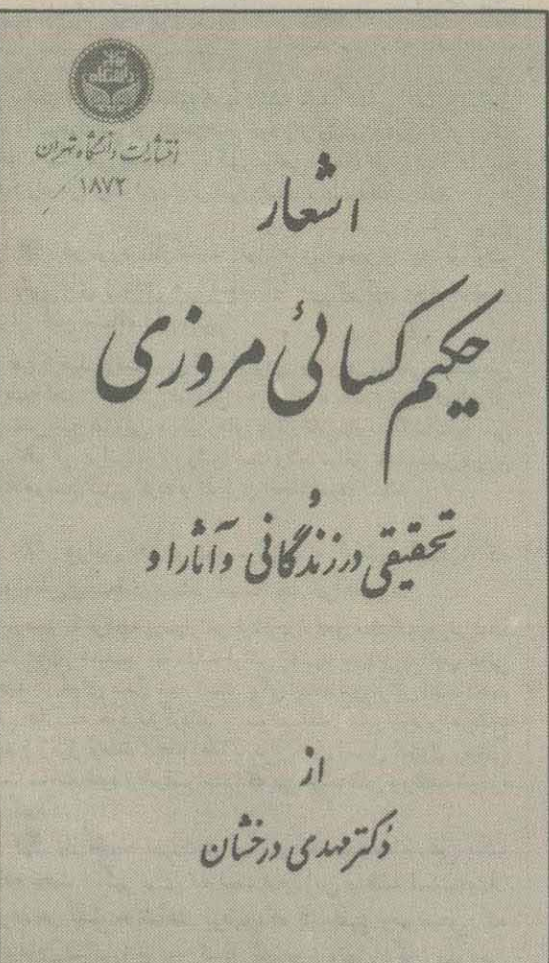 انتشارات دانشگاه تهران
۱۸۷۲
اشعار
حکیم کسائی مروزی
و
تحقیقی در زندگانی و آثار او
از
دکتر مهدی درخشان